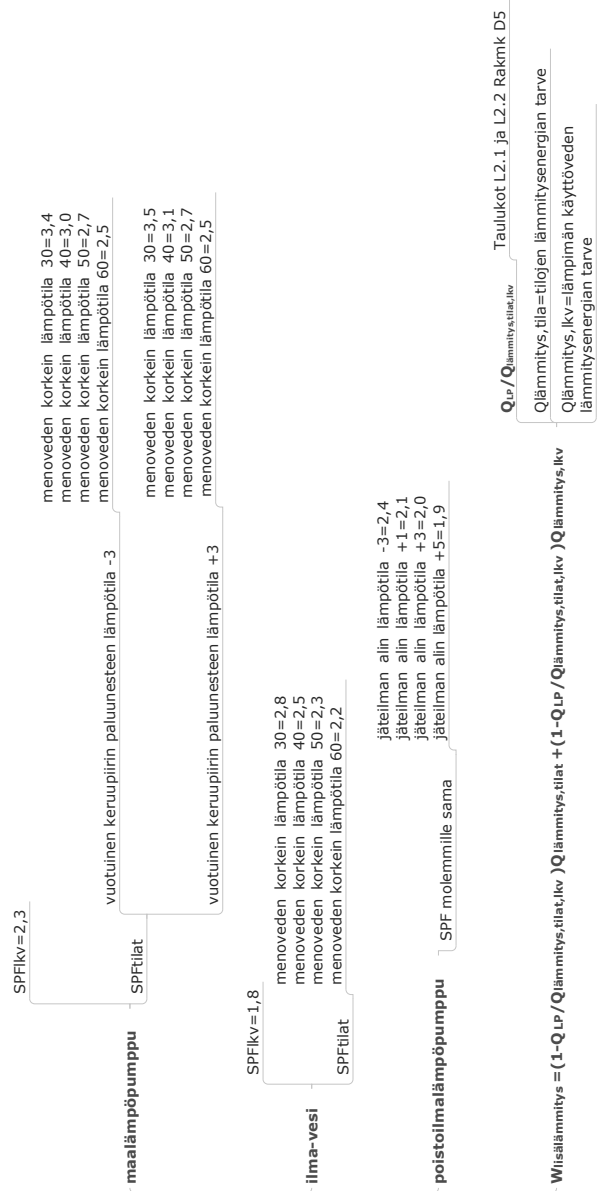 maalämpöpumppu
SPFlkv=2,3
SPFtilat
vuotuinen keruupiirin paluunesteen lämpötila -3
menoveden korkein lämpötila 30=3,4
menoveden korkein lämpötila 40=3,0
menoveden korkein lämpötila 50=2,7
menoveden korkein lämpötila 60=2,5
vuotuinen keruupiirin paluunesteen lämpötila +3
menoveden korkein lämpötila 30=3,5
menoveden korkein lämpötila 40=3,1
menoveden korkein lämpötila 50=2,7
menoveden korkein lämpötila 60=2,5
ilma-vesi
SPFlkv=1,8
SPFtilat
menoveden korkein lämpötila 30=2,8
menoveden korkein lämpötila 40=2,5
menoveden korkein lämpötila 50=2,3
menoveden korkein lämpötila 60=2,2
poistoilmalämpöpumppu
SPF molemmille sama
jäteilman alin lämpötila -3=2,4
jäteilman alin lämpötila +1=2,1
jäteilman alin lämpötila +3=2,0
jäteilman alin lämpötila +5=1,9
Wlisälämmitys =(1-QLP/Qlämmitys,tilat,lkv )Qlämmitys,tilat +(1-QLP/Qlämmitys,tilat,lkv )Qlämmitys,lkv
QLP/Qlämmitys,tilat,lkv
Taulukot L2.1 ja L2.2 Rakmk D5
Qlämmitys,tila=tilojen lämmitysenergian tarve
Qlämmitys,lkv=lämpimän käyttöveden
lämmitysenergian tarve